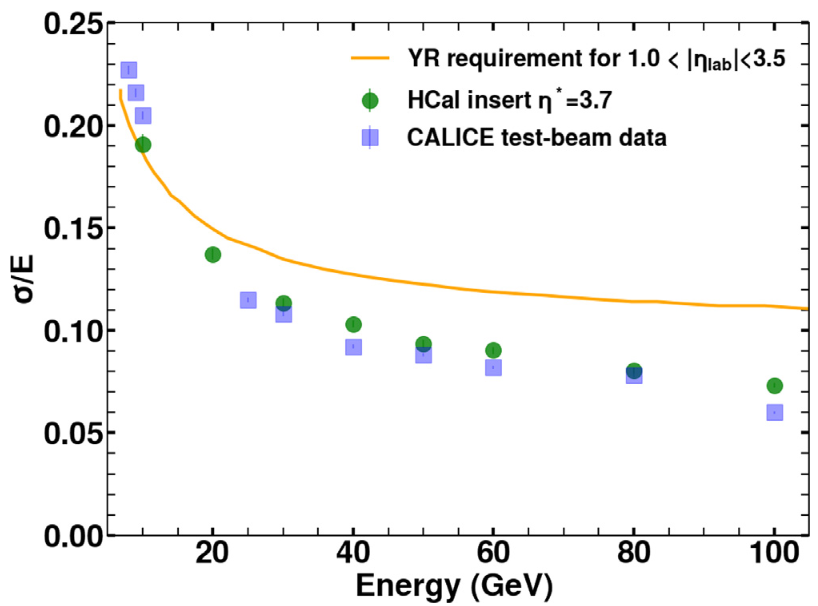 0.25
0.20
0.15
0.10
0.05
0.00
σ/E
YR requirement for 1.0 < |ηlab|<3.5
HCal insert η*=3.7
CALICE test-beam data
20 40 60 80 100
Energy (GeV)